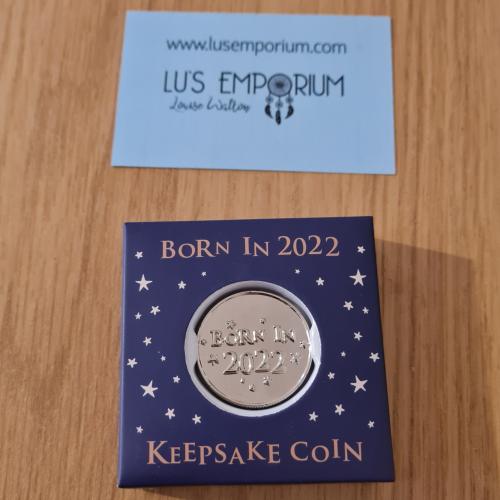 www.lusemporium.com
LU'S EMPORIUM
Louise Walton
BORN IN 2022
BORN IN
2022
KEEPSAKE COIN